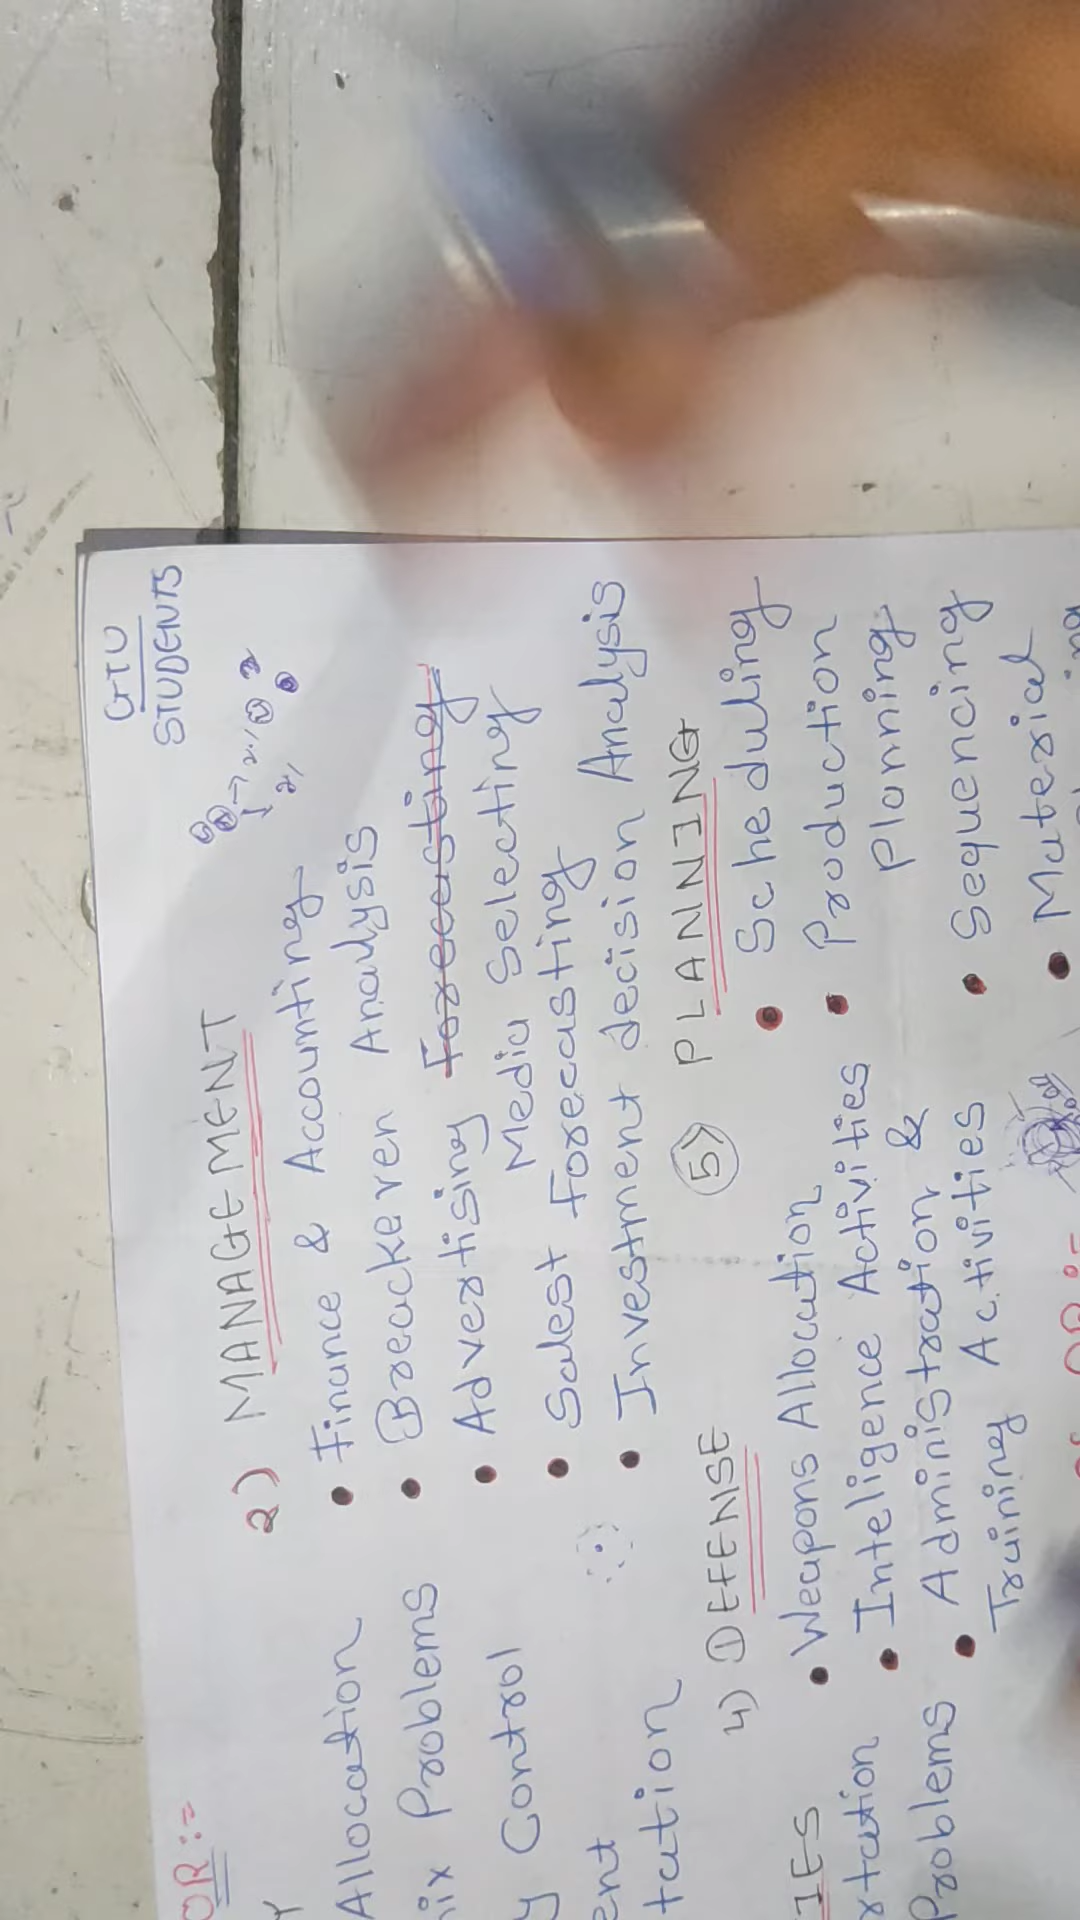 GTU
STUDENTS
OR:-
2) MANAGEMENT
• Finance & Accounting
• Breackeven Analysis
• Advertising Forecasting
Media Selecting
• Salest Forecasting
• Investment decision Analysis
Allocation
ix Problems
y Control
ent
tation
4) DEFENSE
• Weapons Allocation
• Inteligence Activities
• Administration &
Training Activities
5) PLANNING
• Scheduling
• Production
Planning
• Sequencing
• Material
IES
rtation
Problems
OR:-